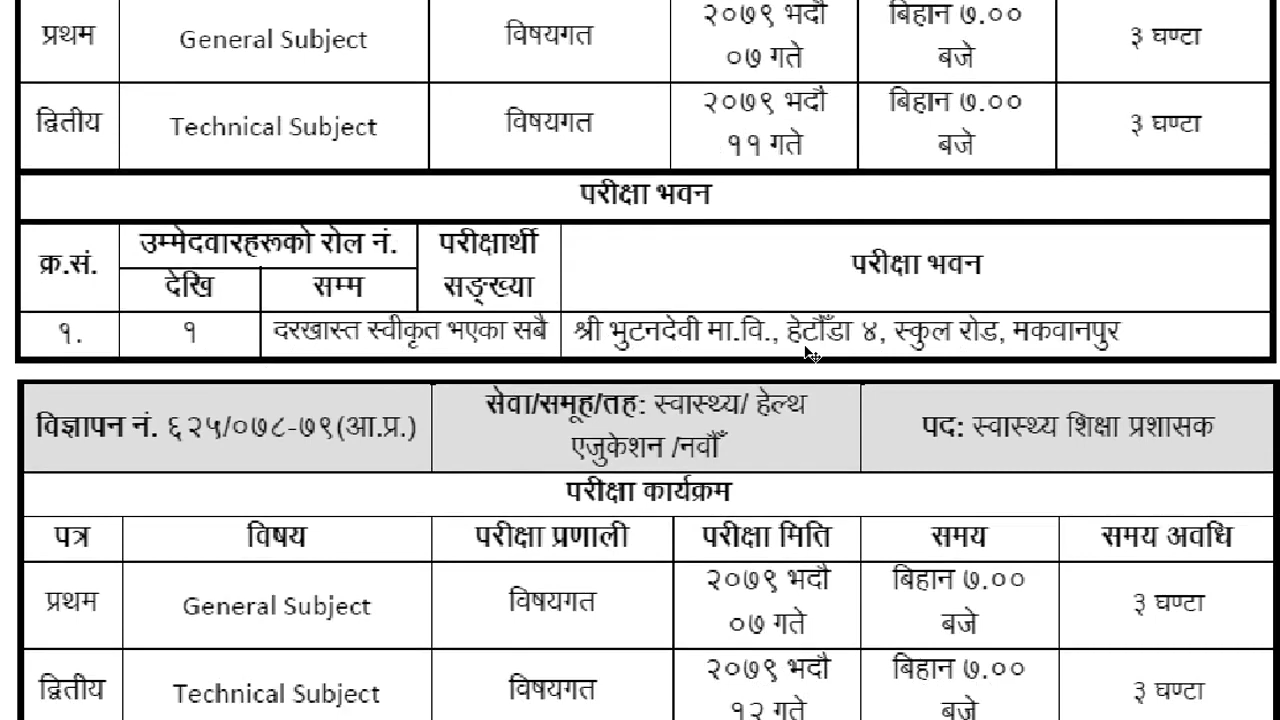 प्रथम General Subject विषयगत २०७९ भदौ ०७ गते बिहान ७.०० बजे ३ घण्टा
द्वितीय Technical Subject विषयगत २०७९ भदौ ११ गते बिहान ७.०० बजे ३ घण्टा
परीक्षा भवन
क्र.सं. उम्मेदवारहरूको रोल नं. परीक्षार्थी सङ्ख्या परीक्षा भवन
देखि सम्म
१. १ दरखास्त स्वीकृत भएका सबै श्री भुटनदेवी मा.वि., हेटौँडा ४, स्कुल रोड, मकवानपुर
विज्ञापन नं. ६२५/०७८-७९(आ.प्र.) सेवा/समूह/तह: स्वास्थ्य/ हेल्थ एजुकेशन /नवौँ पद: स्वास्थ्य शिक्षा प्रशासक
परीक्षा कार्यक्रम
पत्र विषय परीक्षा प्रणाली परीक्षा मिति समय समय अवधि
प्रथम General Subject विषयगत २०७९ भदौ ०७ गते बिहान ७.०० बजे ३ घण्टा
द्वितीय Technical Subject विषयगत २०७९ भदौ १२ गते बिहान ७.०० बजे ३ घण्टा